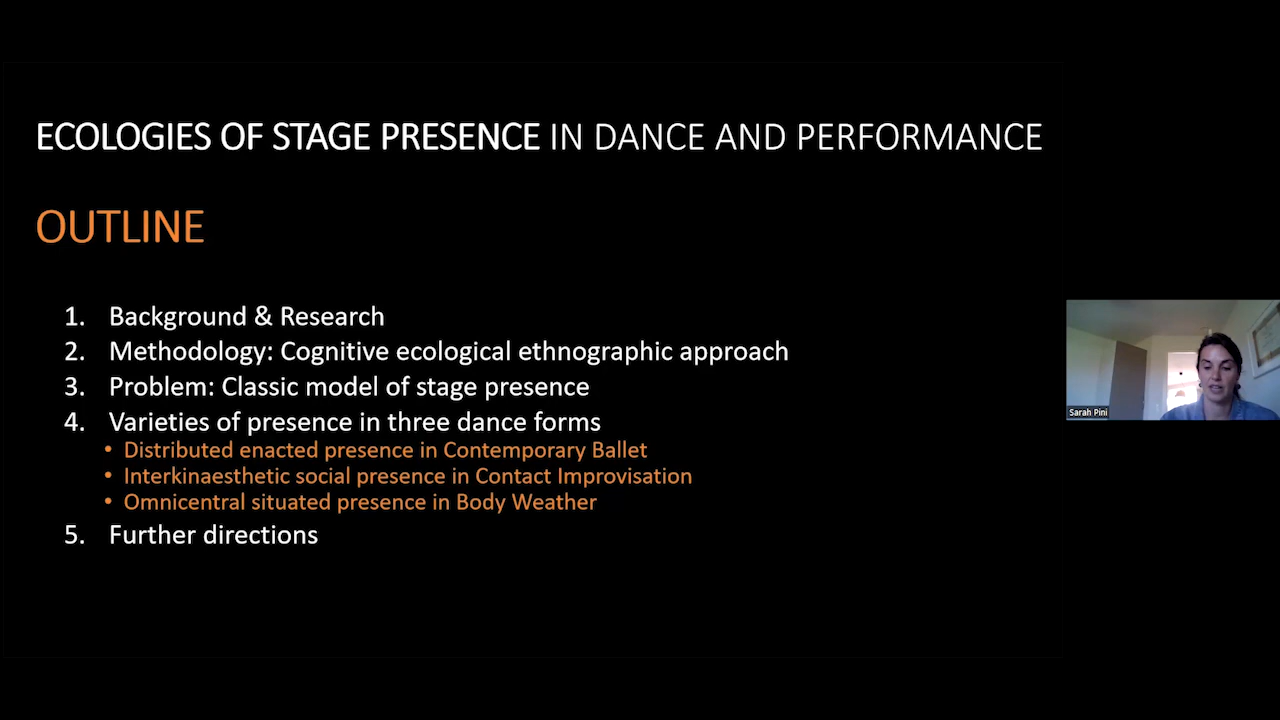 ECOLOGIES OF STAGE PRESENCE IN DANCE AND PERFORMANCE
OUTLINE
1. Background & Research
2. Methodology: Cognitive ecological ethnographic approach
3. Problem: Classic model of stage presence
4. Varieties of presence in three dance forms
• Distributed enacted presence in Contemporary Ballet
• Interkinaesthetic social presence in Contact Improvisation
• Omnicentral situated presence in Body Weather
5. Further directions
Sarah Pini